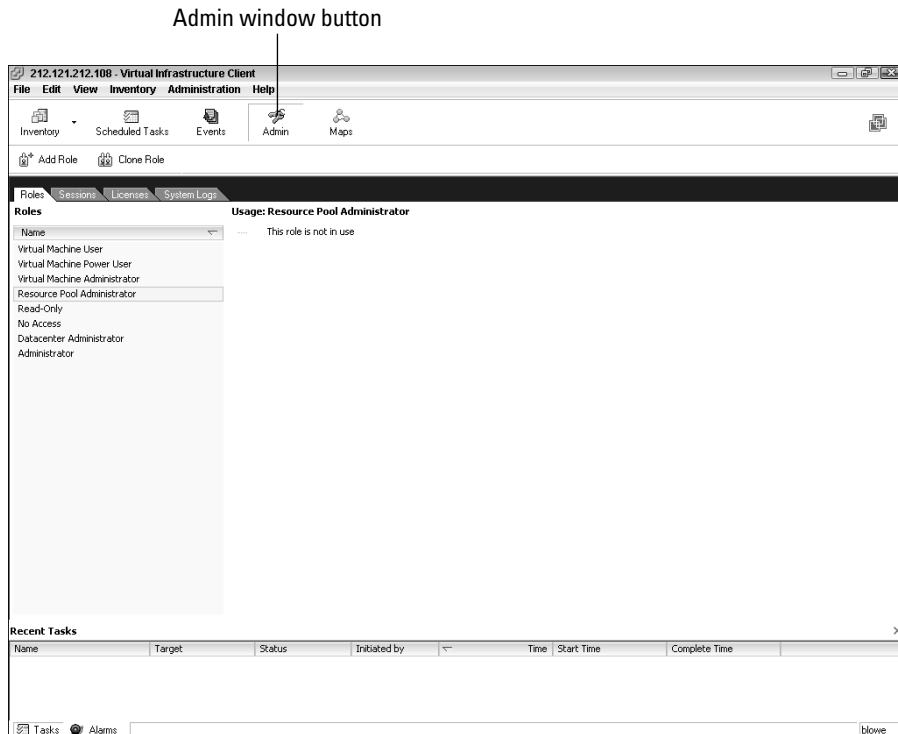 Admin window button
212.121.212.108 - Virtual Infrastructure Client
File Edit View Inventory Administration Help
Inventory Scheduled Tasks Events Admin Maps
Add Role Clone Role
Roles Sessions Licenses System Logs
Roles Usage: Resource Pool Administrator
Name This role is not in use
Virtual Machine User
Virtual Machine Power User
Virtual Machine Administrator
Resource Pool Administrator
Read-Only
No Access
Datacenter Administrator
Administrator
Recent Tasks
Name Target Status Initiated by Time Start Time Complete Time
Tasks Alarms blowe